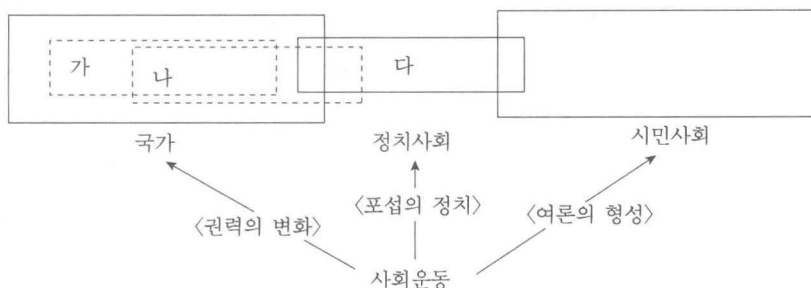 가
나
다
국가
정치사회
시민사회
〈권력의 변화〉
〈포섭의 정치〉
〈여론의 형성〉
사회운동